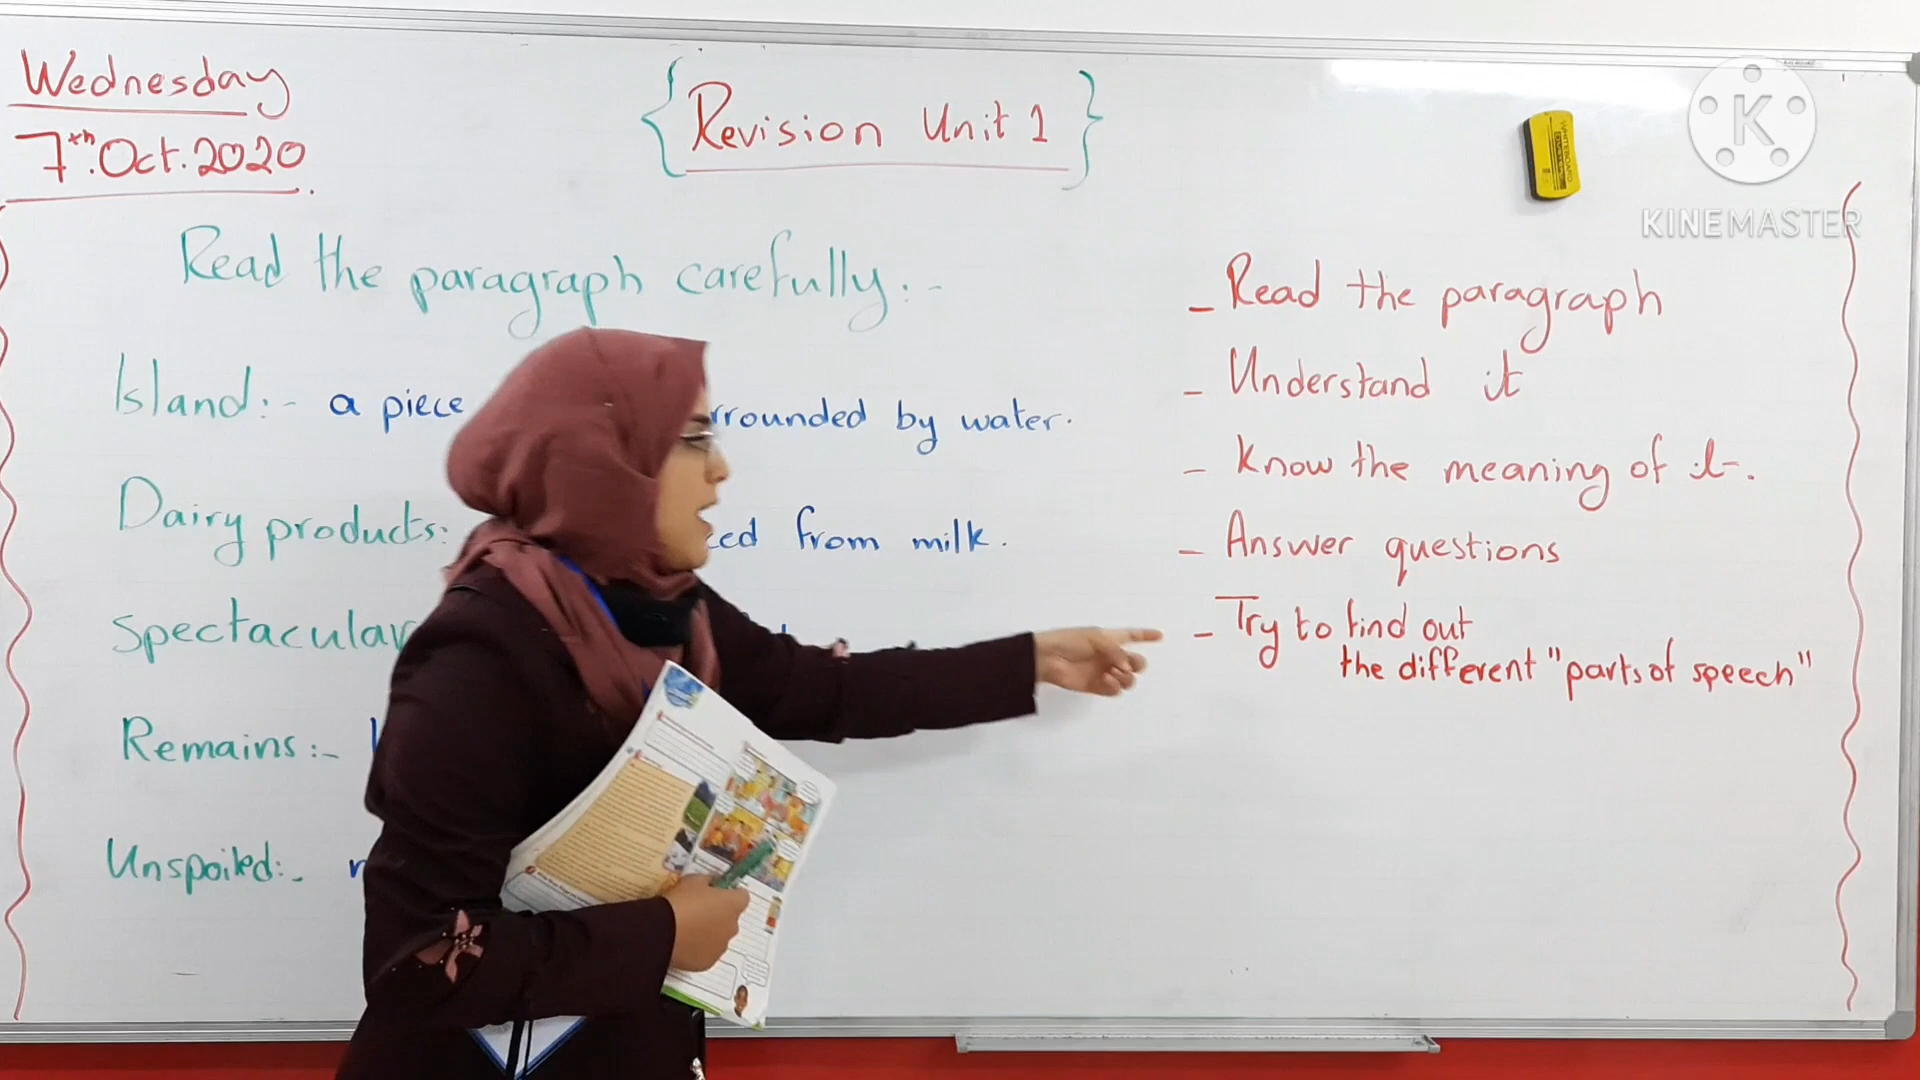 Wednesday
7th.Oct.2020
Revision Unit 1
Read the paragraph carefully:-
Island:- a piece rrounded by water.
Dairy products: ced from milk.
Spectacular
Remains:-
Unspoiled:-
- Read the paragraph
- Understand it
- Know the meaning of it.
- Answer questions
- Try to find out
the different "parts of speech"
K
KINEMASTER
WHITEBOARD